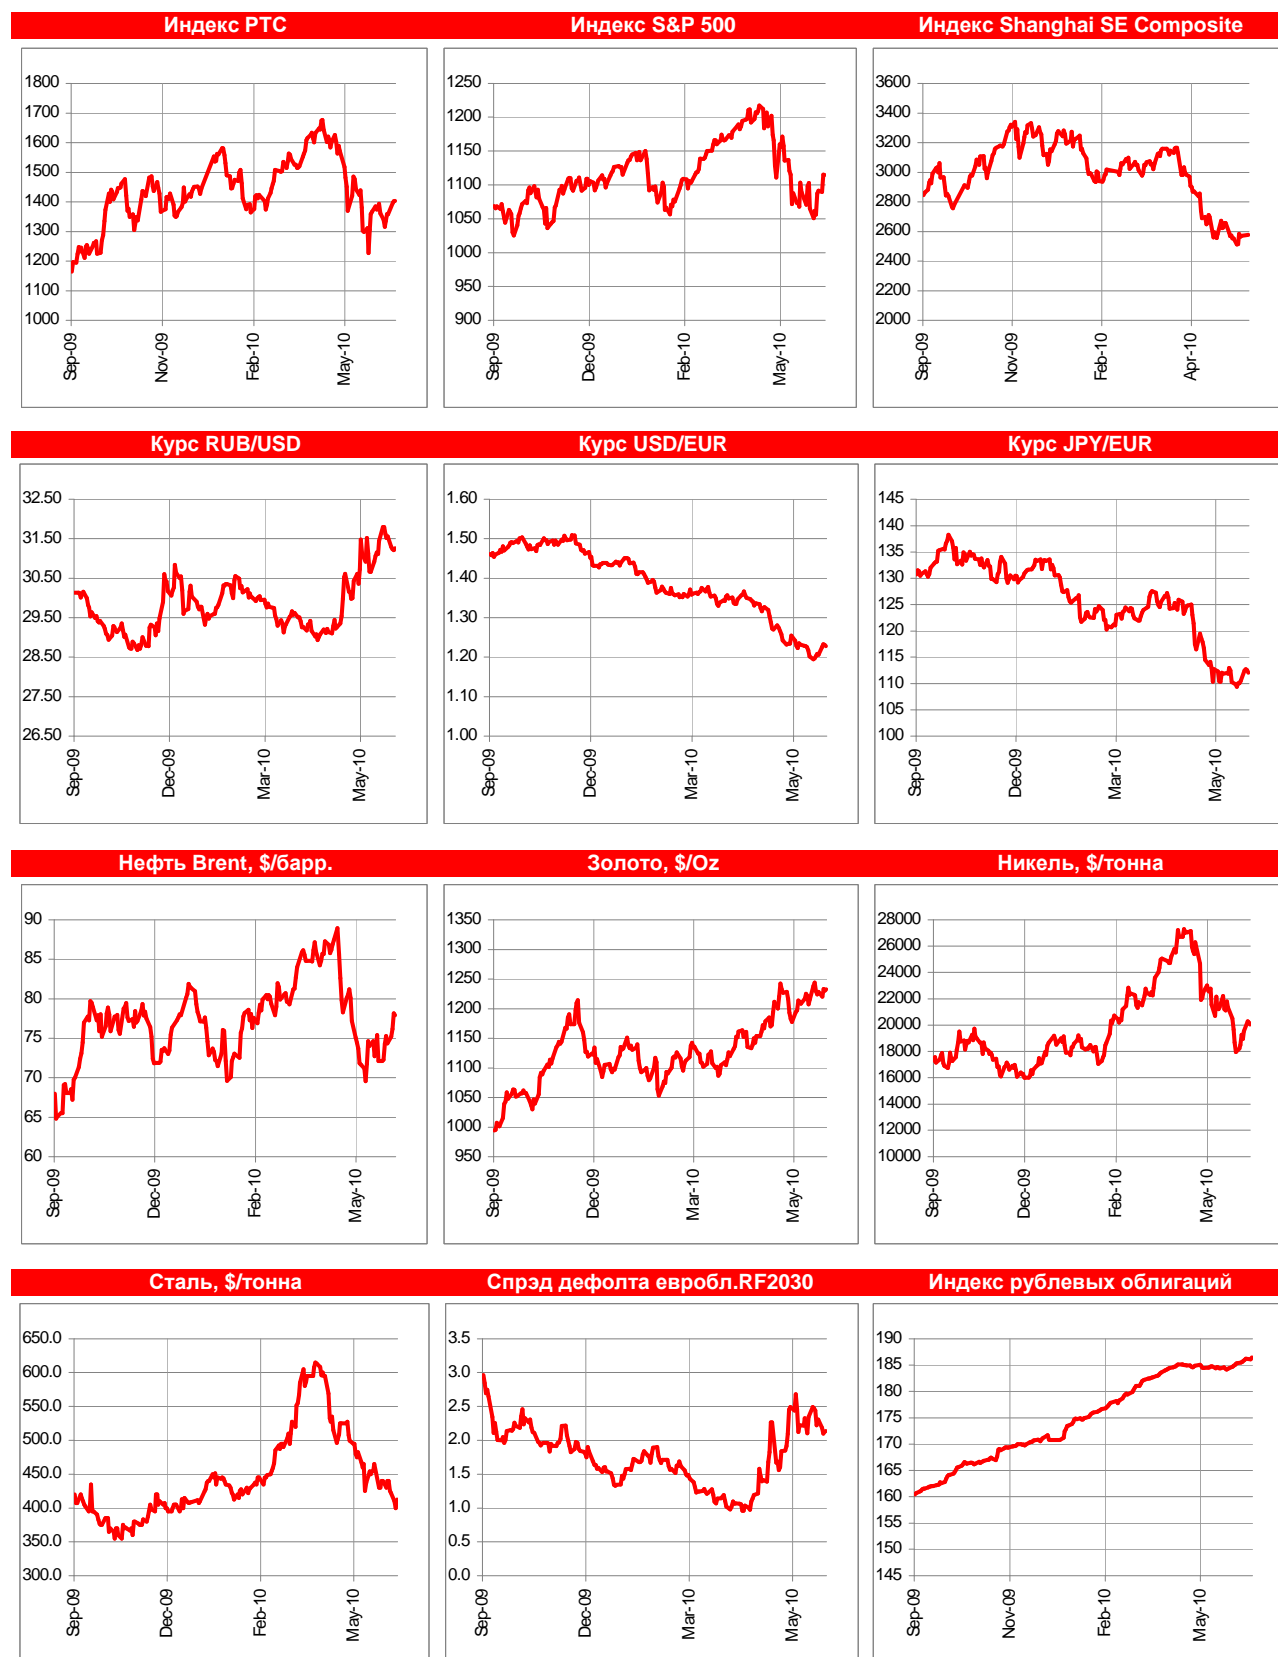 Индекс РТС
1800
1700
1600
1500
1400
1300
1200
1100
1000
Sep-09
Nov-09
Feb-10
May-10
Индекс S&P 500
1250
1200
1150
1100
1050
1000
950
900
Sep-09
Dec-09
Feb-10
May-10
Индекс Shanghai SE Composite
3600
3400
3200
3000
2800
2600
2400
2200
2000
Sep-09
Nov-09
Feb-10
Apr-10
Курс RUB/USD
32.50
31.50
30.50
29.50
28.50
27.50
26.50
Sep-09
Dec-09
Mar-10
May-10
Курс USD/EUR
1.60
1.50
1.40
1.30
1.20
1.10
1.00
Sep-09
Dec-09
Mar-10
May-10
Курс JPY/EUR
145
140
135
130
125
120
115
110
105
100
Sep-09
Dec-09
Mar-10
May-10
Нефть Brent, $/барр.
90
85
80
75
70
65
60
Sep-09
Dec-09
Feb-10
May-10
Золото, $/Oz
1350
1300
1250
1200
1150
1100
1050
1000
950
Sep-09
Dec-09
Mar-10
May-10
Никель, $/тонна
28000
26000
24000
22000
20000
18000
16000
14000
12000
10000
Sep-09
Dec-09
Feb-10
May-10
Сталь, $/тонна
650.0
600.0
550.0
500.0
450.0
400.0
350.0
300.0
Sep-09
Dec-09
Feb-10
May-10
Спрэд дефолта евробл.RF2030
3.5
3.0
2.5
2.0
1.5
1.0
0.5
0.0
Sep-09
Dec-09
Mar-10
May-10
Индекс рублевых облигаций
190
185
180
175
170
165
160
155
150
145
Sep-09
Nov-09
Feb-10
May-10